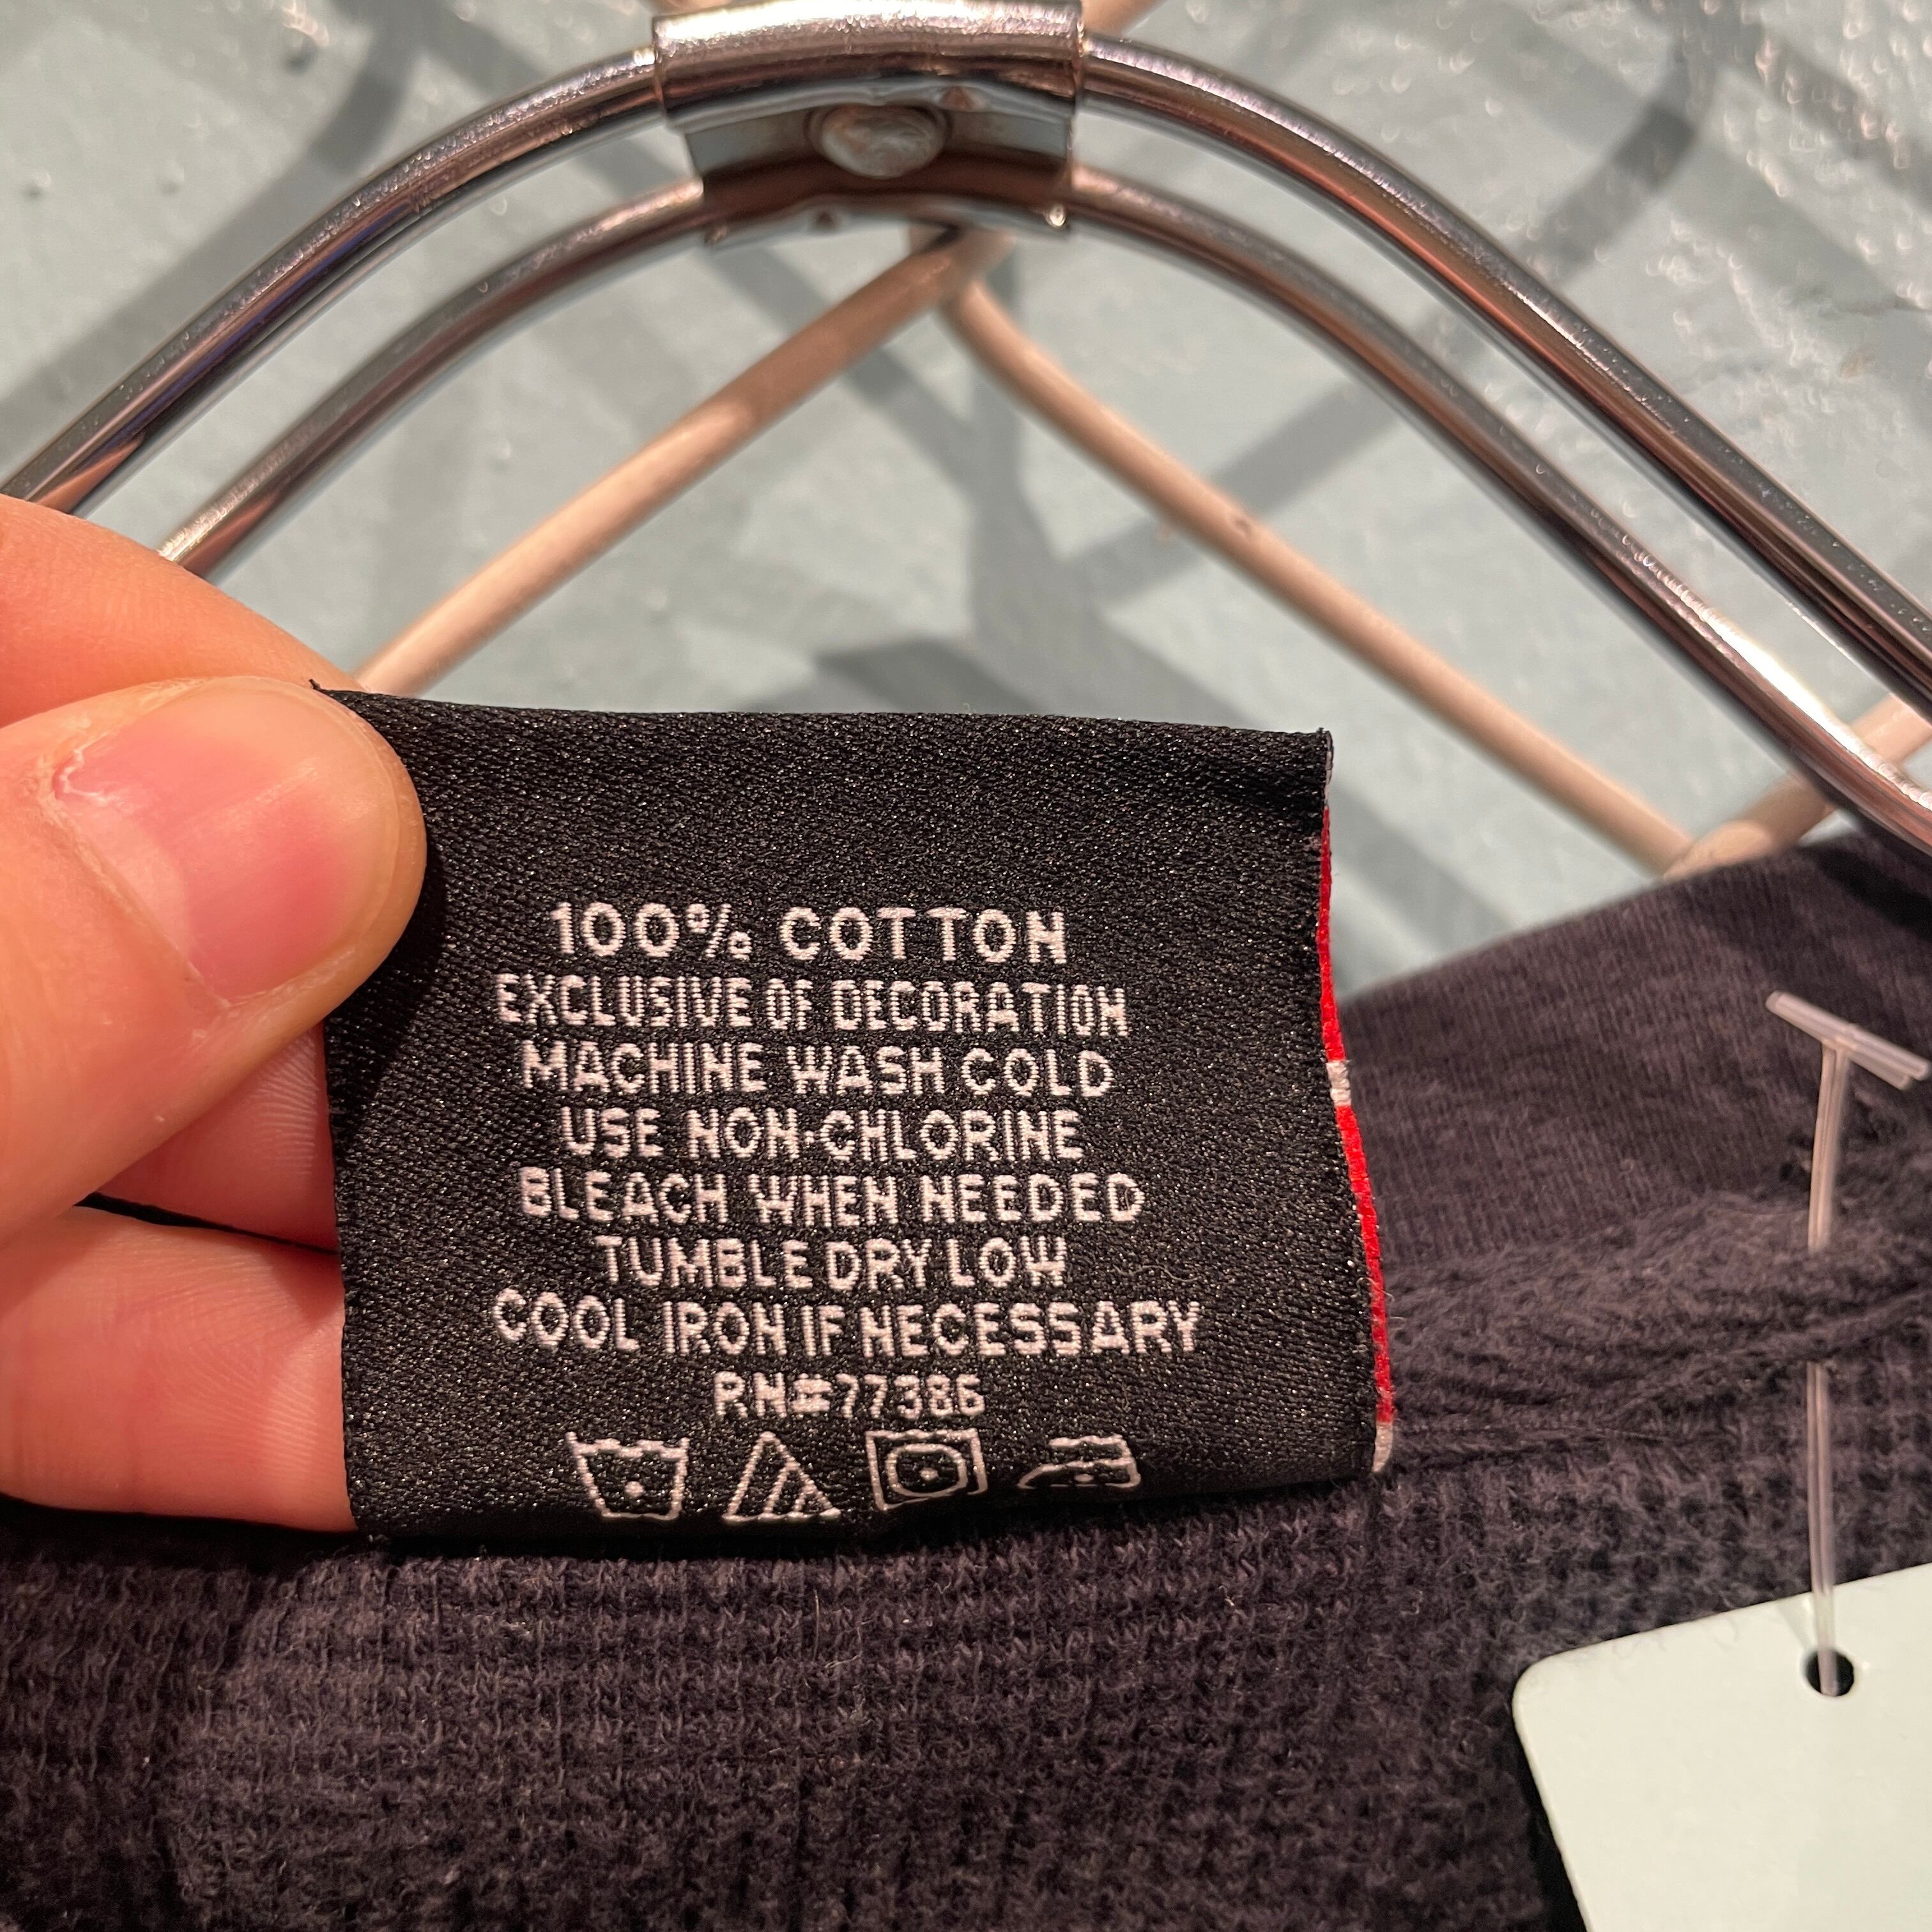 100% COTTON
EXCLUSIVE OF DECORATION
MACHINE WASH COLD
USE NON-CHLORINE
BLEACH WHEN NEEDED
TUMBLE DRY LOW
COOL IRON IF NECESSARY
RN#77386